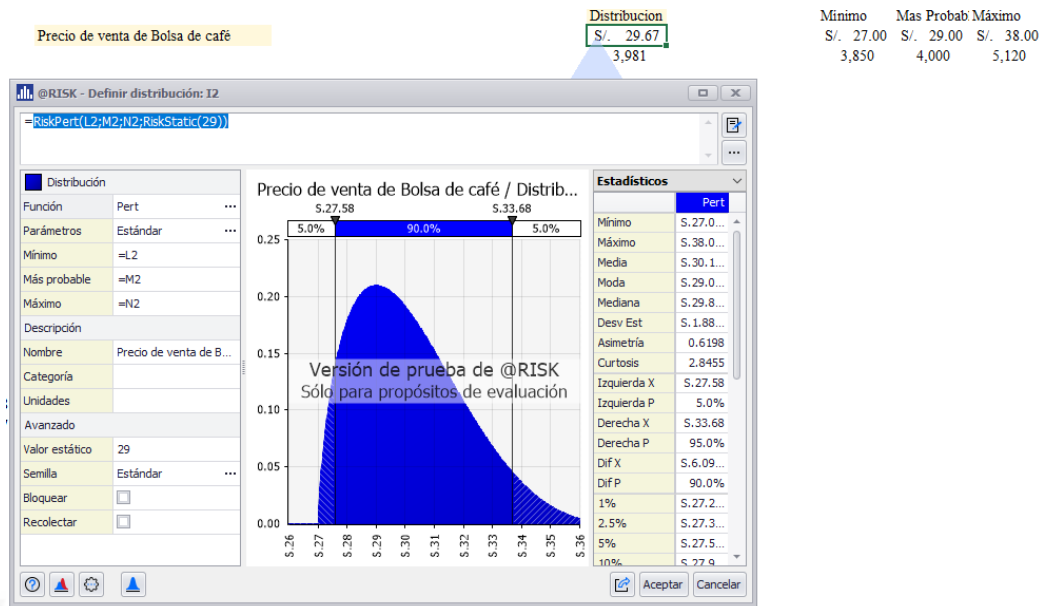 Distribucion Minimo Mas Probab Máximo
Precio de venta de Bolsa de café S/. 29.67 S/. 27.00 S/. 29.00 S/. 38.00
3,981 3,850 4,000 5,120
@RISK - Definir distribución: I2
=RiskPert(L2;M2;N2;RiskStatic(29))
Distribución
Función Pert ...
Parámetros Estándar ...
Mínimo =L2
Más probable =M2
Máximo =N2
Descripción
Nombre Precio de venta de B...
Categoría
Unidades
Avanzado
Valor estático 29
Semilla Estándar ...
Bloquear
Recolectar
Precio de venta de Bolsa de café / Distrib...
S.27.58 S.33.68
5.0% 90.0% 5.0%
0.25
0.20
0.15
0.10
0.05
0.00
Versión de prueba de @RISK
Sólo para propósitos de evaluación
S.26 S.27 S.28 S.29 S.30 S.31 S.32 S.33 S.34 S.35 S.36
Estadísticos
Pert
Mínimo S.27.0...
Máximo S.38.0...
Media S.30.1...
Moda S.29.0...
Mediana S.29.8...
Desv Est S.1.88...
Asimetría 0.6198
Curtosis 2.8455
Izquierda X S.27.58
Izquierda P 5.0%
Derecha X S.33.68
Derecha P 95.0%
Dif X S.6.09...
Dif P 90.0%
1% S.27.2...
2.5% S.27.3...
5% S.27.5...
10% S.27.9...
Aceptar Cancelar